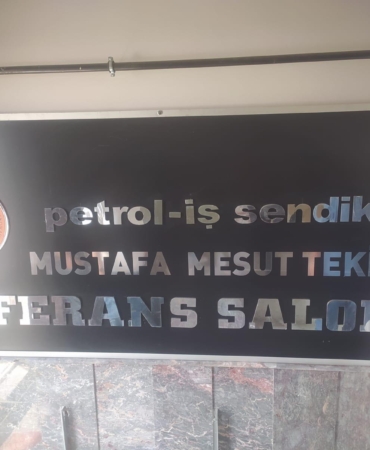 petrol-iş sendik
MUSTAFA MESUT TEK
FERANS SALO